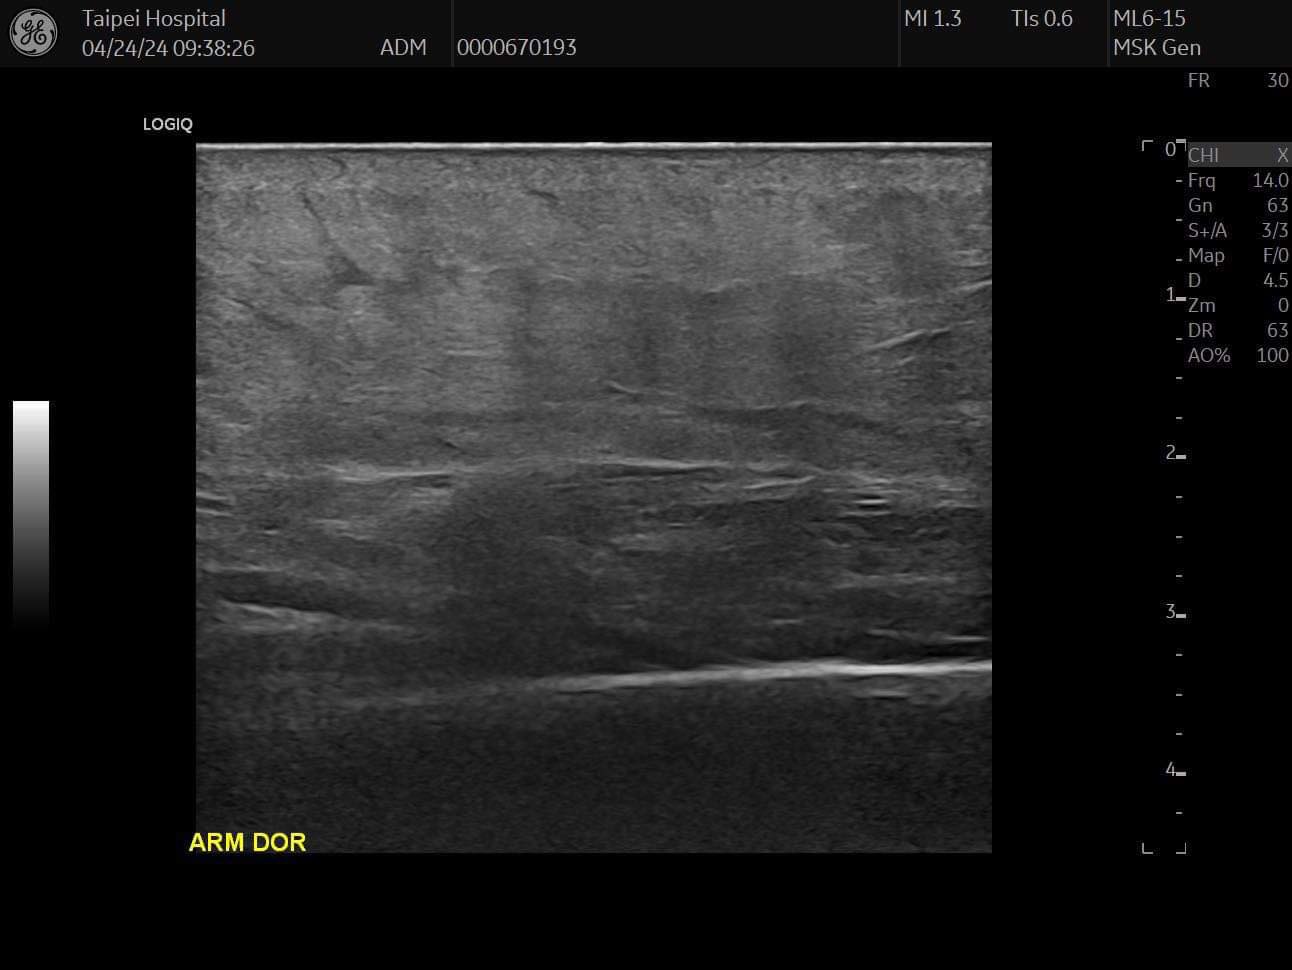 Taipei Hospital
04/24/24 09:38:26 ADM 0000670193
MI 1.3 TIs 0.6 ML6-15
MSK Gen
FR 30
LOGIQ
CHI X
Frq 14.0
Gn 63
S+/A 3/3
Map F/0
D 4.5
Zm 0
DR 63
AO% 100
0
1
2
3
4
ARM DOR